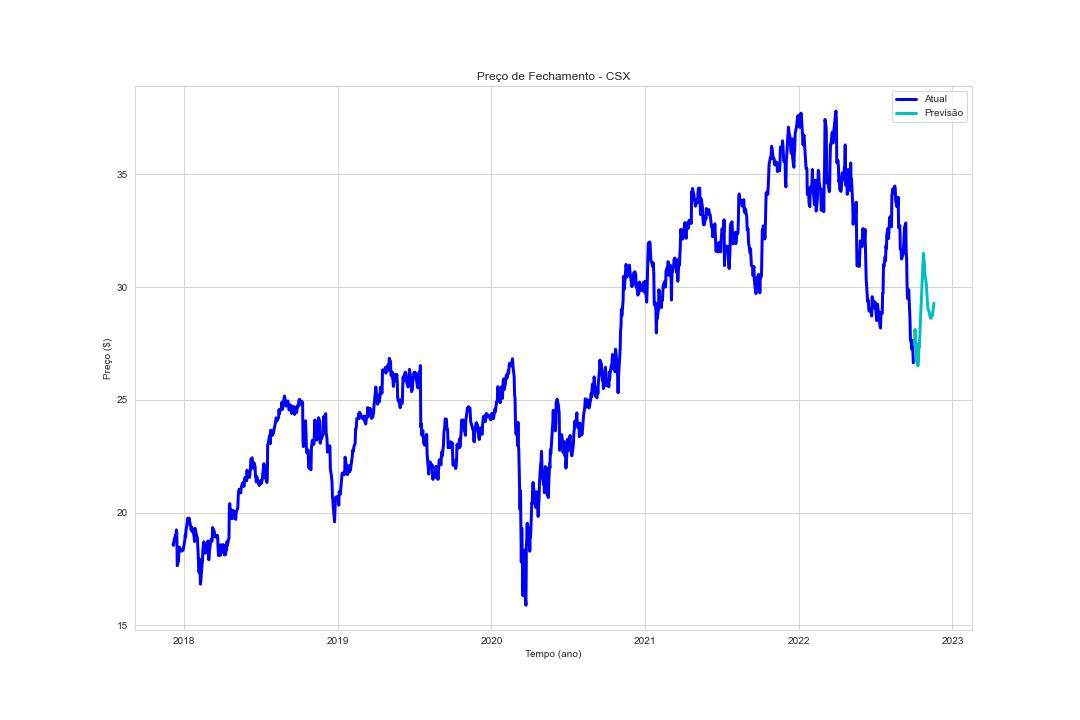 Preço de Fechamento - CSX
Atual
Previsão
Preço ($)
35
30
25
20
15
2018
2019
2020
2021
2022
2023
Tempo (ano)